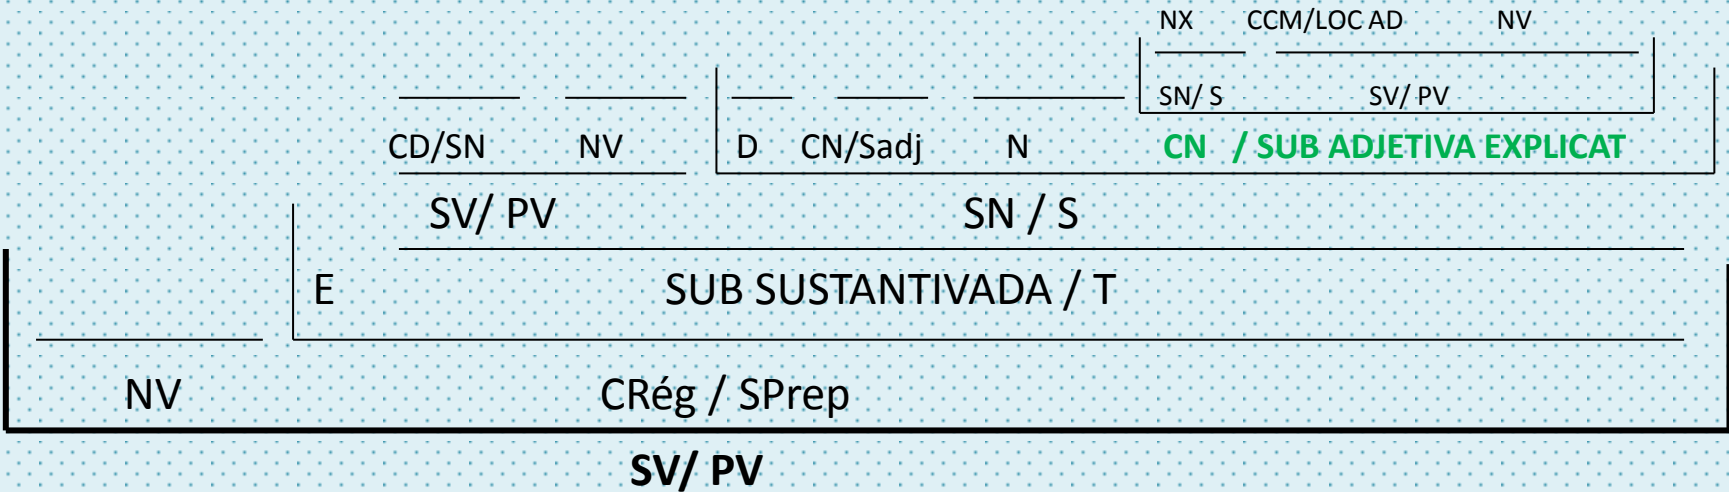 NX CCM/LOC AD NV
SN/ S SV/ PV
CD/SN NV D CN/Sadj N CN / SUB ADJETIVA EXPLICAT
SV/ PV SN / S
E SUB SUSTANTIVADA / T
NV CRég / SPrep
SV/ PV